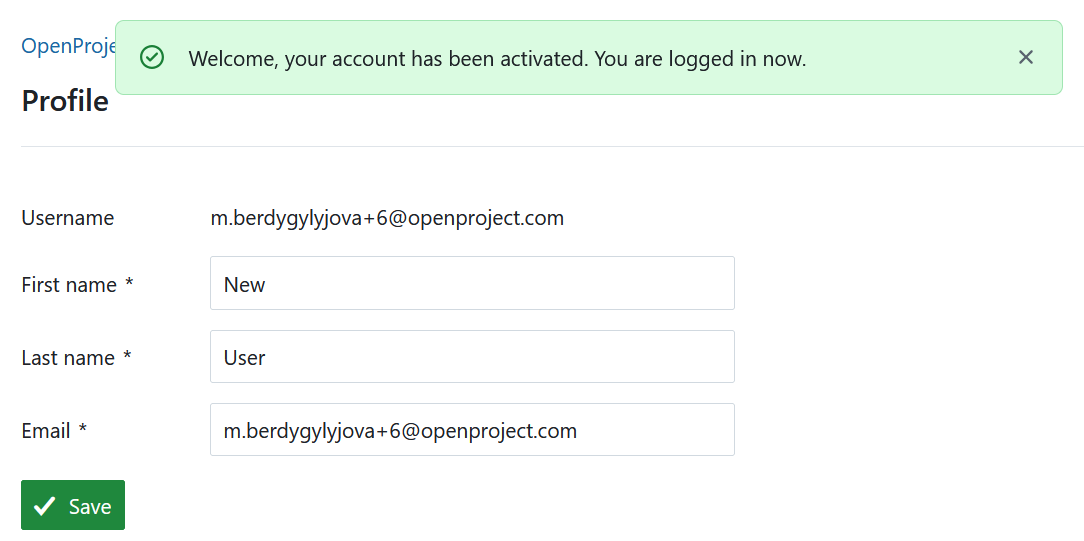 OpenProje
Welcome, your account has been activated. You are logged in now.
Profile
Username m.berdygylyjova+6@openproject.com
First name * New
Last name * User
Email * m.berdygylyjova+6@openproject.com
Save